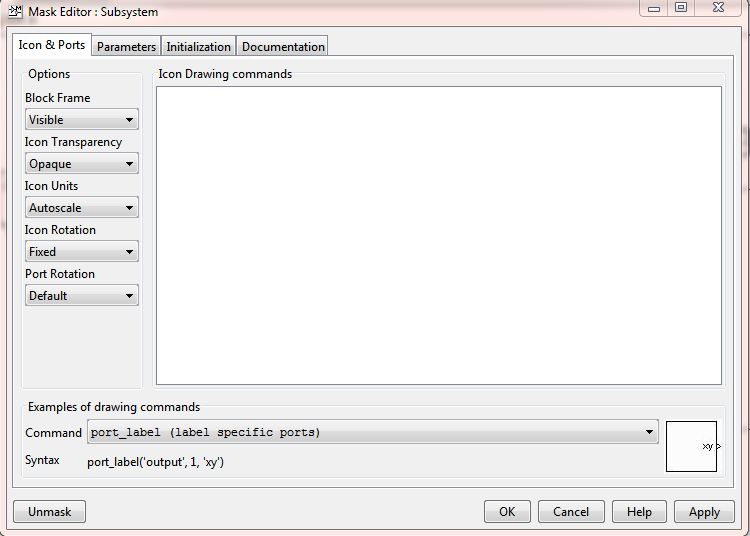 Mask Editor : Subsystem
Icon & Ports Parameters Initialization Documentation
Options
Block Frame
Visible
Icon Transparency
Opaque
Icon Units
Autoscale
Icon Rotation
Fixed
Port Rotation
Default
Icon Drawing commands
Examples of drawing commands
Command port_label (label specific ports)
Syntax port_label('output', 1, 'xy')
xy
Unmask OK Cancel Help Apply